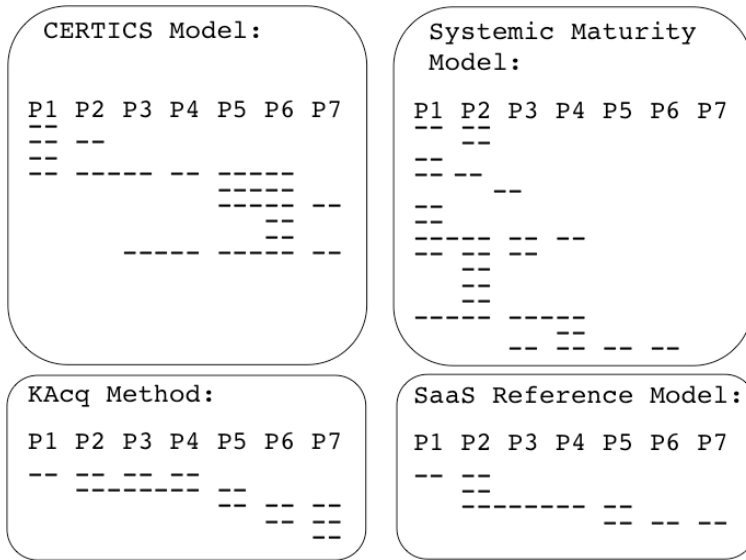 CERTICS Model:
P1 P2 P3 P4 P5 P6 P7
--
-- --
--
-- ----- -- -----
-----
----- --
--
--
----- ----- --
Systemic Maturity
Model:
P1 P2 P3 P4 P5 P6 P7
-- --
--
--
-- --
--
--
--
----- -- --
-- -- --
--
--
--
----- -----
--
-- -- -- --
KAcq Method:
P1 P2 P3 P4 P5 P6 P7
-- -- -- --
-------- --
-- -- --
-- --
--
SaaS Reference Model:
P1 P2 P3 P4 P5 P6 P7
-- --
--
-------- --
-- -- --